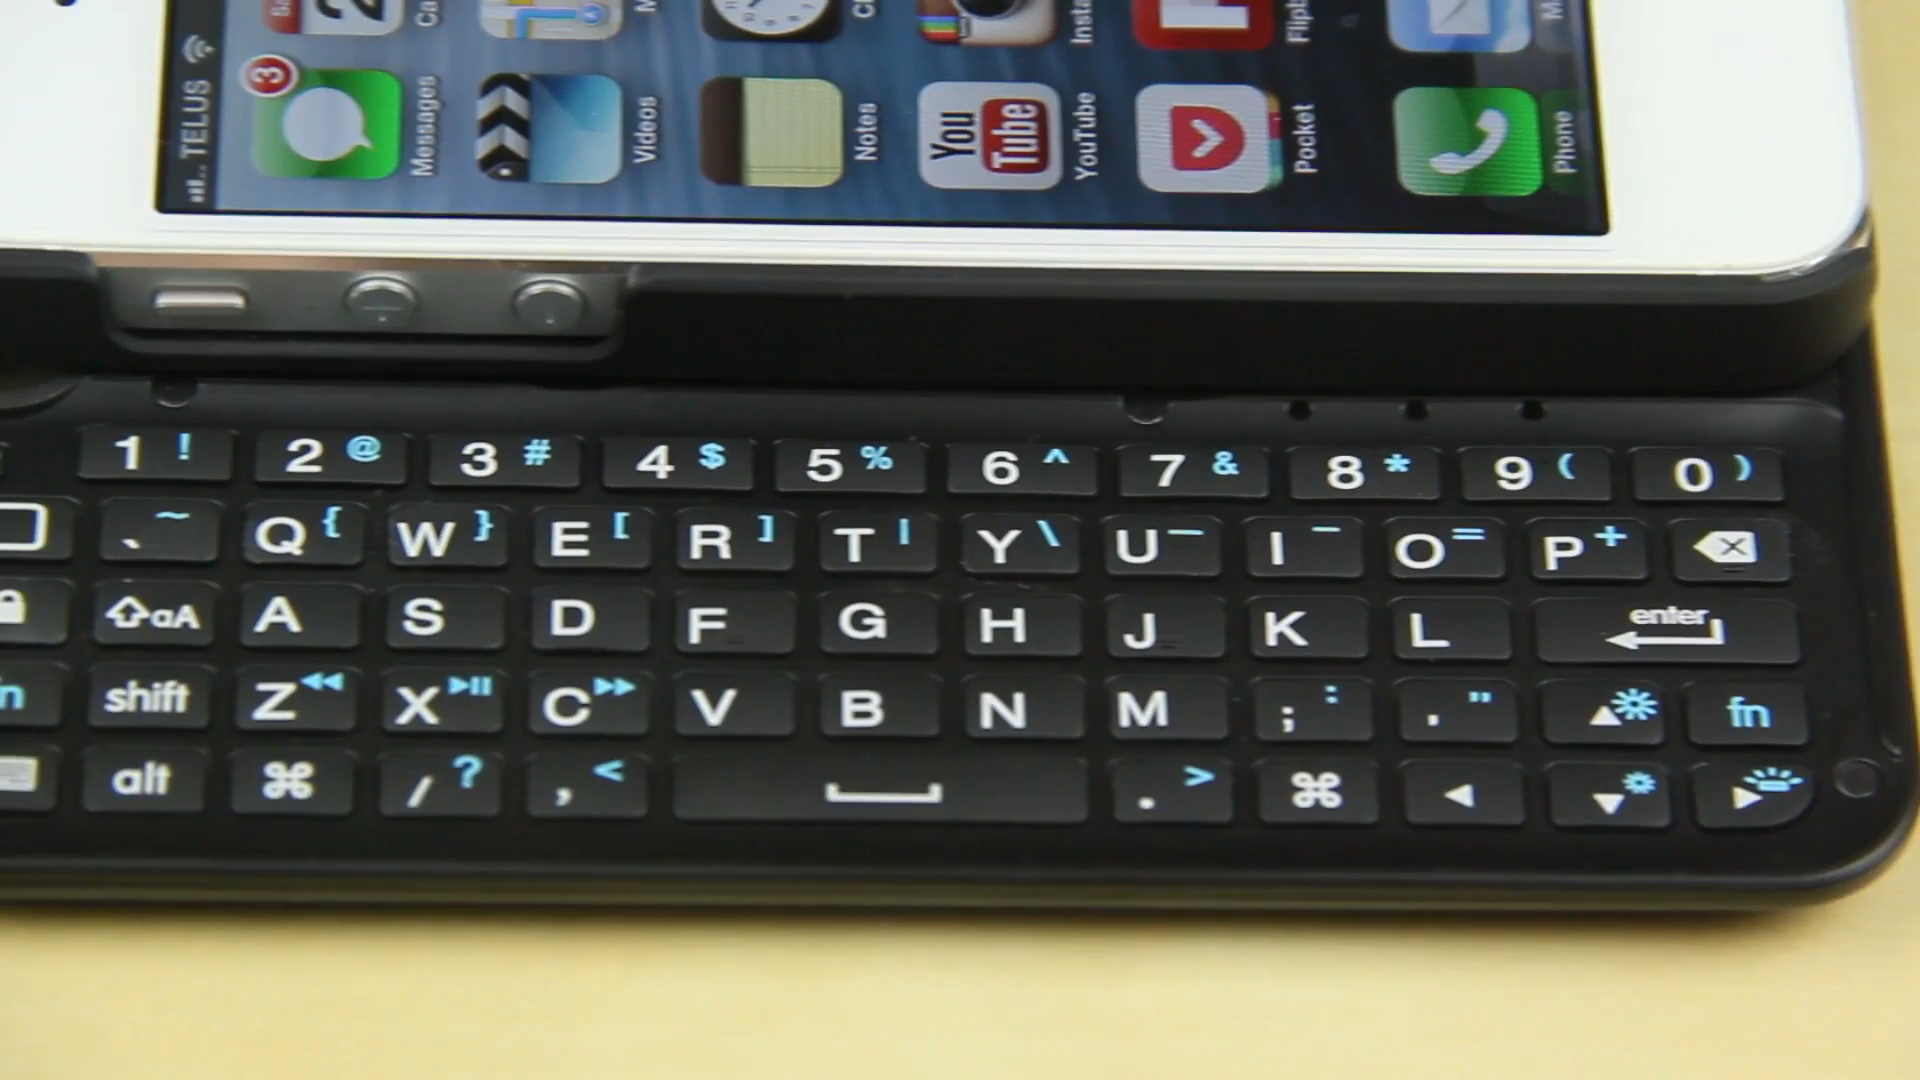 TELUS
3
Messages
Videos
Notes
You
Tube
YouTube
Pocket
Phone
1 ! 2 @ 3 # 4 $ 5 % 6 ^ 7 & 8 * 9 ( 0 )
` ~ Q { W } E [ R ] T | Y \ U — I - O = P +
aA A S D F G H J K L enter
shift Z X C V B N M ; : ' " fn
alt ⌘ / ? , < . > ⌘